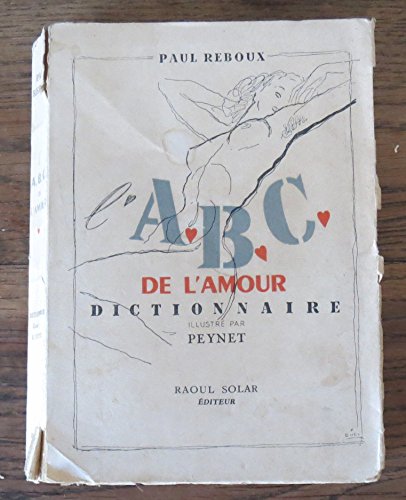 PAUL REBOUX
l'A.B.C.
DE L'AMOUR
DICTIONNAIRE
ILLUSTRÉ PAR
PEYNET
RAOUL SOLAR
ÉDITEUR